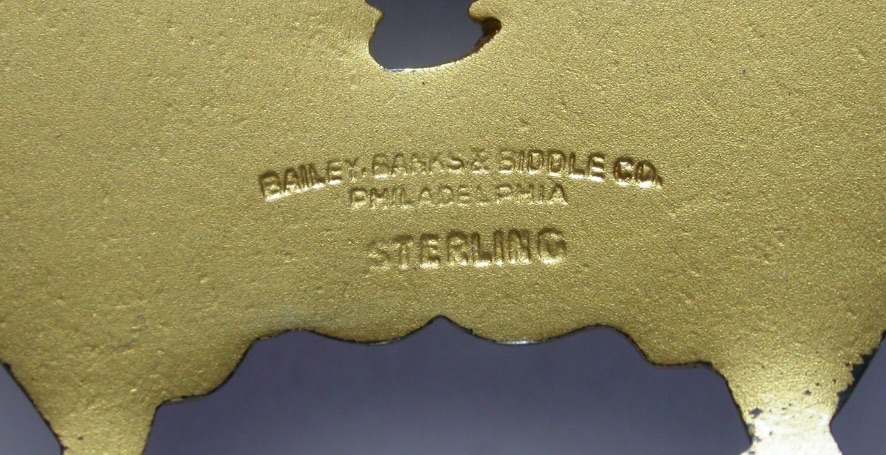 BAILEY, BANKS & BIDDLE CO.
PHILADELPHIA
STERLING